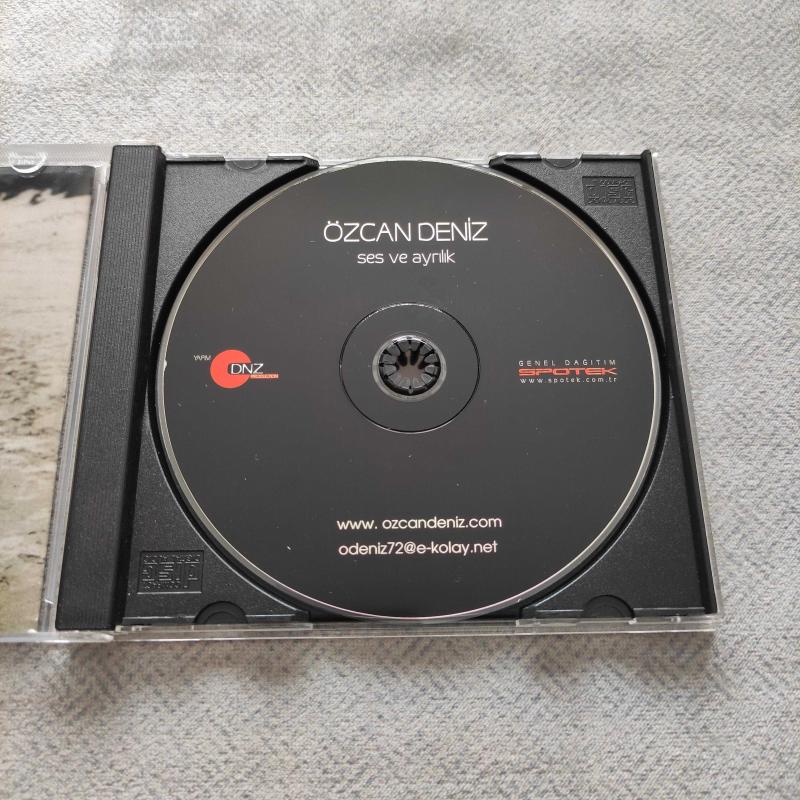 ÖZCAN DENİZ
ses ve ayrılık
YAPIM
DNZ
PRODUCTION
GENEL DAĞITIM
SPOTEK
www.spotek.com.tr
www. ozcandeniz.com
odeniz72@e-kolay.net